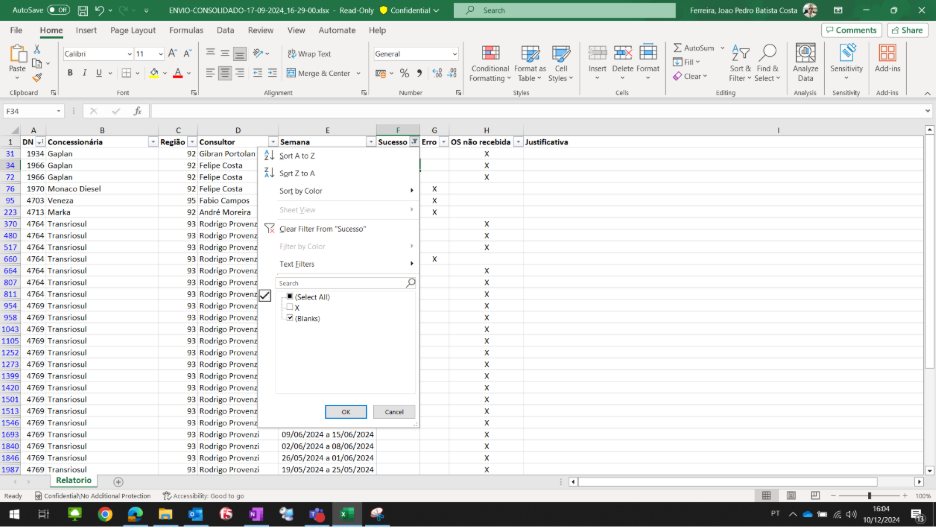 AutoSave Off ENVIO-CONSOLIDADO-17-09-2024_16-29-00.xlsx - Read-Only Confidential Search Ferreira, Joao Pedro Batista Costa
File Home Insert Page Layout Formulas Data Review View Automate Help Comments Share
Paste Calibri 11 Wrap Text General AutoSum
B I U Merge & Center Conditional Formatting Format as Table Cell Styles Insert Delete Format Fill Clear Sort & Filter Find & Select Analyze Data Sensitivity Add-ins
Clipboard Font Alignment Number Styles Cells Editing Analysis Sensitivity Add-ins
F34 fx
A B C D E F G H I
1 DN Concessionária Região Consultor Semana Sucesso Erro OS não recebida Justificativa
31 1934 Gaplan 92 Gibran Portolan X
34 1966 Gaplan 92 Felipe Costa X
72 1966 Gaplan 92 Felipe Costa X
76 1970 Monaco Diesel 92 Felipe Costa X
95 4703 Veneza 95 Fabio Campos X
223 4713 Marka 92 André Moreira X
370 4764 Transriosul 93 Rodrigo Provenz X
480 4764 Transriosul 93 Rodrigo Provenz X
517 4764 Transriosul 93 Rodrigo Provenz X
660 4764 Transriosul 93 Rodrigo Provenz X
664 4764 Transriosul 93 Rodrigo Provenz X
807 4764 Transriosul 93 Rodrigo Provenz X
811 4764 Transriosul 93 Rodrigo Provenz X
954 4769 Transriosul 93 Rodrigo Provenz X
958 4769 Transriosul 93 Rodrigo Provenz X
1043 4769 Transriosul 93 Rodrigo Provenz X
1105 4769 Transriosul 93 Rodrigo Provenz X
1252 4769 Transriosul 93 Rodrigo Provenz X
1273 4769 Transriosul 93 Rodrigo Provenz X
1399 4769 Transriosul 93 Rodrigo Provenz X
1420 4769 Transriosul 93 Rodrigo Provenz X
1501 4769 Transriosul 93 Rodrigo Provenz X
1513 4769 Transriosul 93 Rodrigo Provenz X
1546 4769 Transriosul 93 Rodrigo Provenz X
1693 4769 Transriosul 93 Rodrigo Provenzi 09/06/2024 a 15/06/2024 X
1840 4769 Transriosul 93 Rodrigo Provenzi 02/06/2024 a 08/06/2024 X
1846 4769 Transriosul 93 Rodrigo Provenzi 26/05/2024 a 01/06/2024 X
1987 4769 Transriosul 93 Rodrigo Provenzi 19/05/2024 a 25/05/2024 X
Sort A to Z
Sort Z to A
Sort by Color
Sheet View
Clear Filter From "Sucesso"
Filter by Color
Text Filters
Search
(Select All)
X
(Blanks)
OK Cancel
Relatorio
Ready Confidential\No Additional Protection Accessibility: Good to go 100%
PT 16:04
10/12/2024